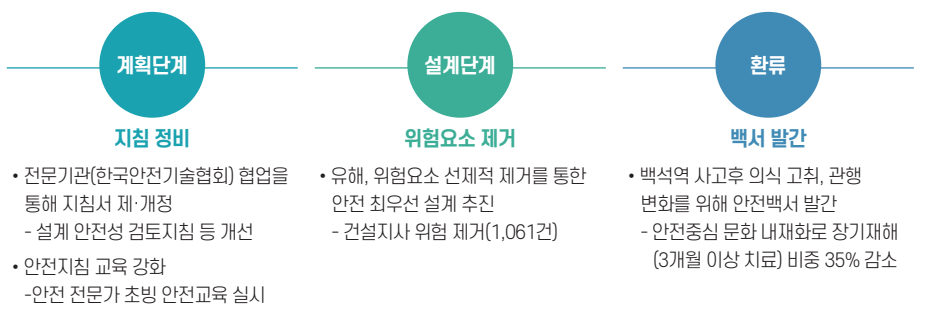 계획단계
지침 정비
• 전문기관(한국안전기술협회) 협업을
통해 지침서 제·개정
- 설계 안전성 검토지침 등 개선
• 안전지침 교육 강화
-안전 전문가 초빙 안전교육 실시
설계단계
위험요소 제거
• 유해, 위험요소 선제적 제거를 통한
안전 최우선 설계 추진
- 건설지사 위험 제거(1,061건)
환류
백서 발간
• 백석역 사고후 의식 고취, 관행
변화를 위해 안전백서 발간
- 안전중심 문화 내재화로 장기재해
(3개월 이상 치료) 비중 35% 감소